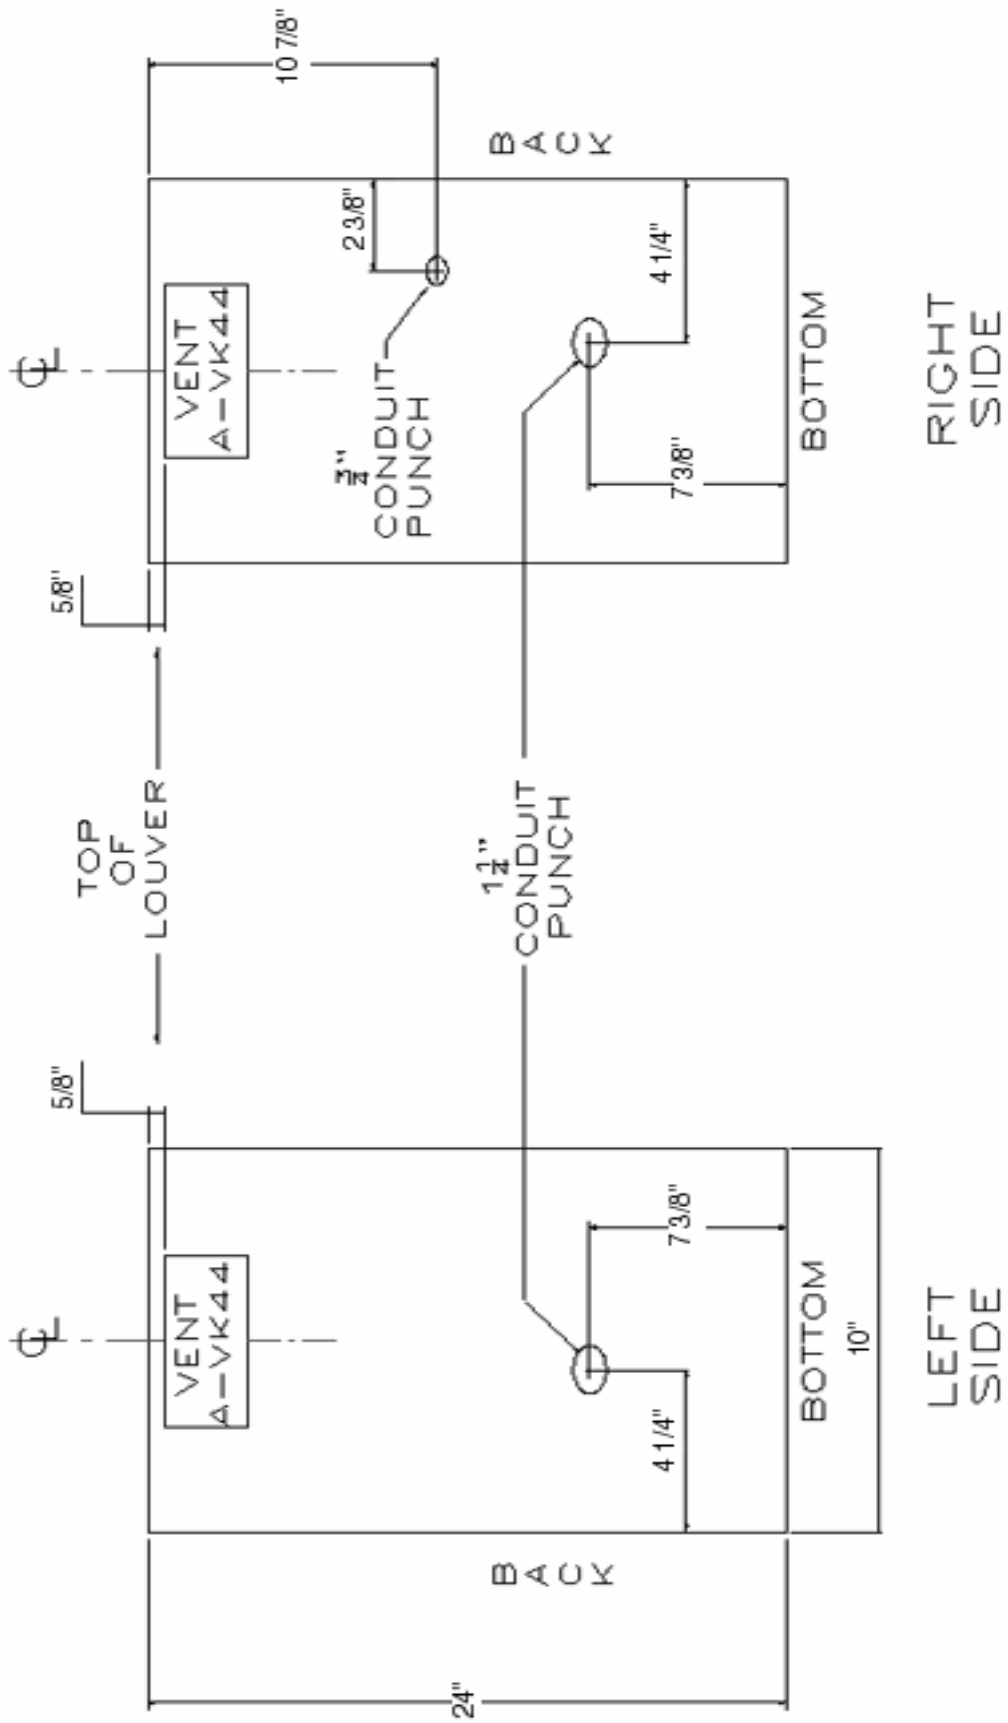 ℄
℄
5/8"
TOP
OF
LOUVER
5/8"
10 7/8"
VENT
A-VK44
VENT
A-VK44
24"
BACK
1 1/4"
CONDUIT
PUNCH
3/4"
CONDUIT
PUNCH
2 3/8"
BACK
4 1/4"
7 3/8"
7 3/8"
4 1/4"
BOTTOM
BOTTOM
10"
LEFT
SIDE
RIGHT
SIDE